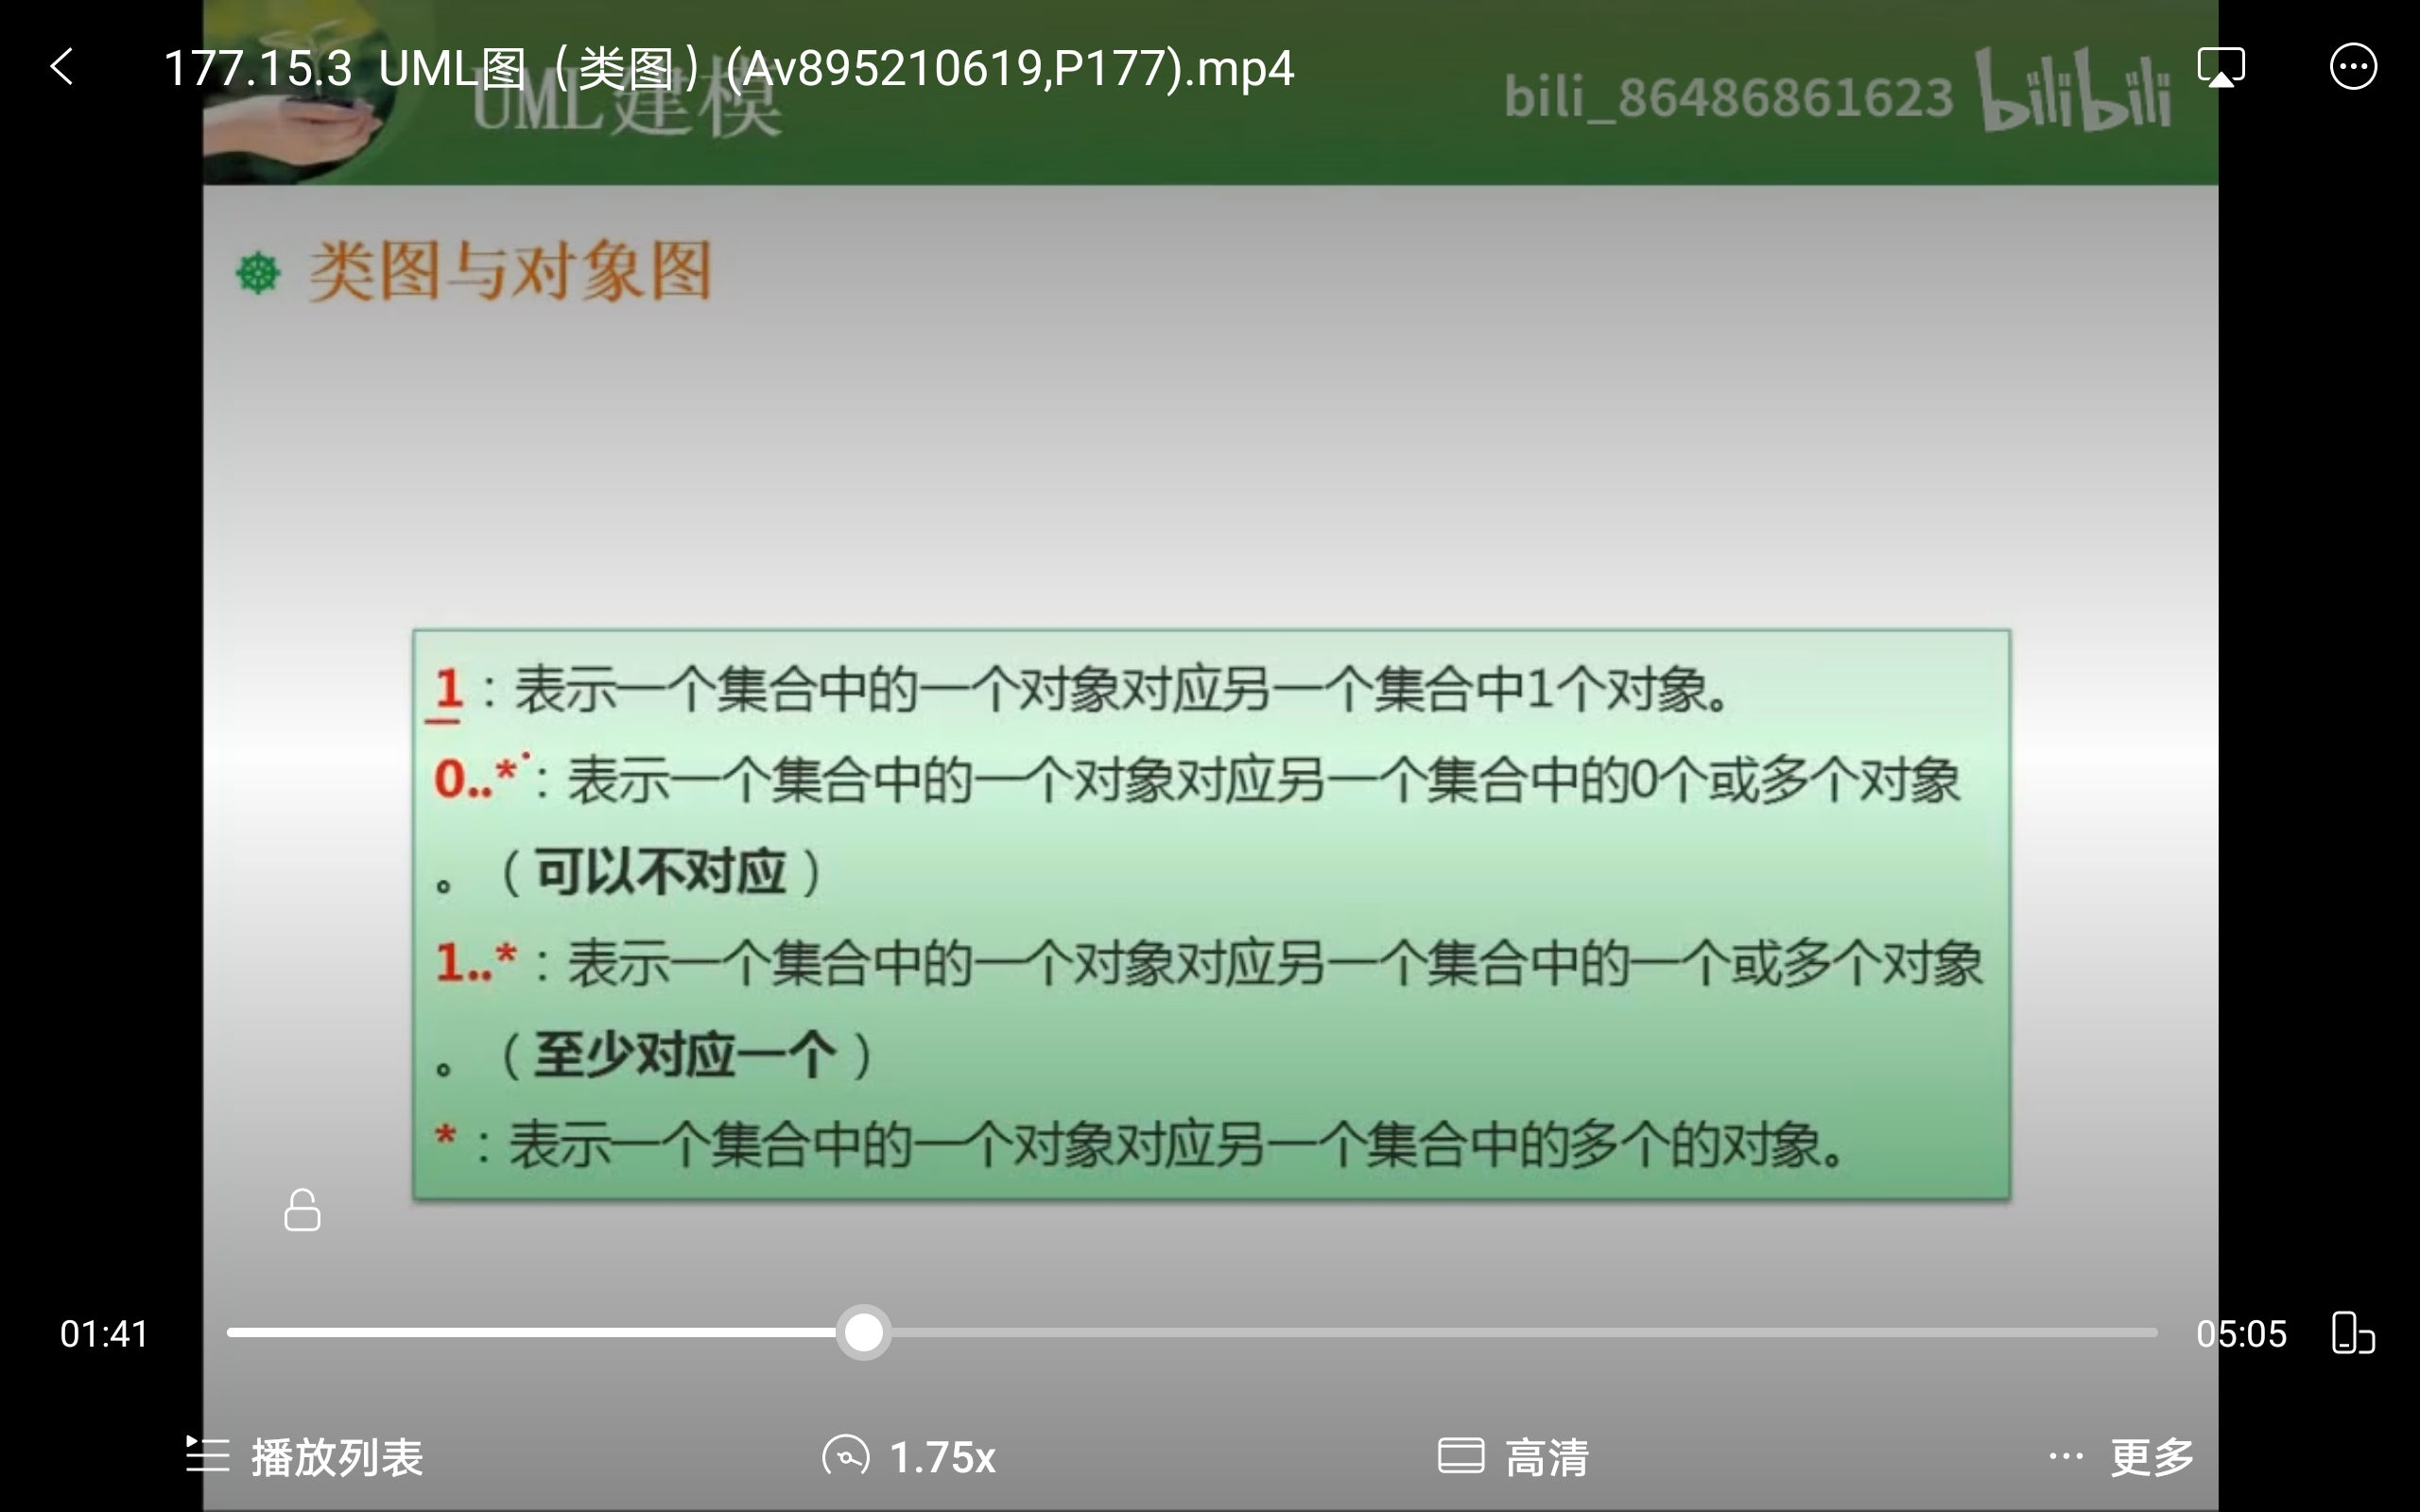 177.15.3 UML图（类图）(Av895210619,P177).mp4
UML建模
bili_86486861623 bilibili
类图与对象图
1：表示一个集合中的一个对象对应另一个集合中1个对象。
0..*：表示一个集合中的一个对象对应另一个集合中的0个或多个对象
。（可以不对应）
1..*：表示一个集合中的一个对象对应另一个集合中的一个或多个对象
。（至少对应一个）
*：表示一个集合中的一个对象对应另一个集合中的多个的对象。
01:41
05:05
播放列表
1.75x
高清
更多